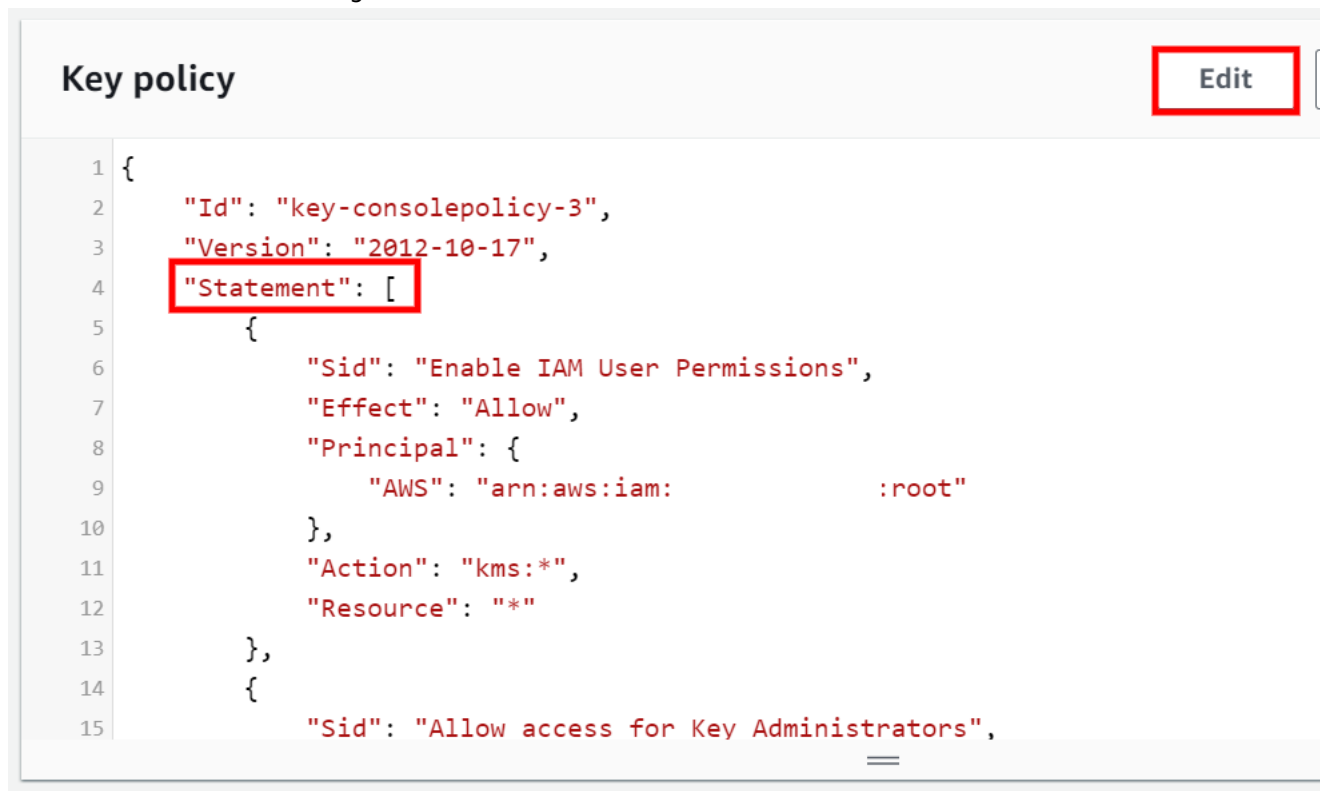 Key policy
Edit
1 {
2 "Id": "key-consolepolicy-3",
3 "Version": "2012-10-17",
4 "Statement": [
5 {
6 "Sid": "Enable IAM User Permissions",
7 "Effect": "Allow",
8 "Principal": {
9 "AWS": "arn:aws:iam: :root"
10 },
11 "Action": "kms:*",
12 "Resource": "*"
13 },
14 {
15 "Sid": "Allow access for Key Administrators",